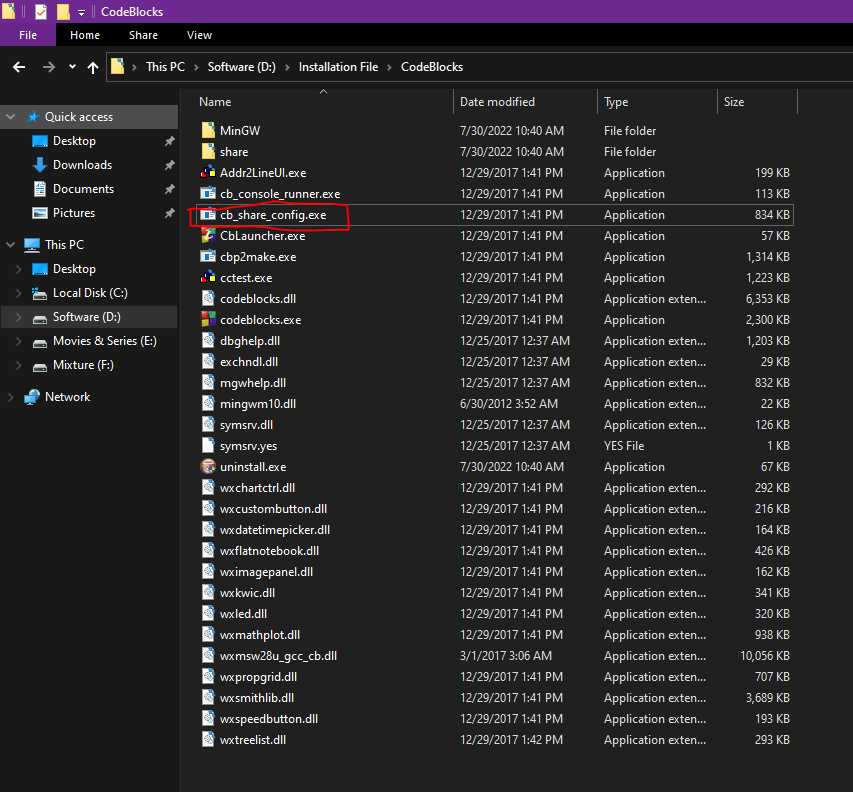 CodeBlocks
File Home Share View
This PC Software (D:) Installation File CodeBlocks
Name Date modified Type Size
Quick access
Desktop
Downloads
Documents
Pictures
This PC
Desktop
Local Disk (C:)
Software (D:)
Movies & Series (E:)
Mixture (F:)
Network
MinGW 7/30/2022 10:40 AM File folder
share 7/30/2022 10:40 AM File folder
Addr2LineUI.exe 12/29/2017 1:41 PM Application 199 KB
cb_console_runner.exe 12/29/2017 1:41 PM Application 113 KB
cb_share_config.exe 12/29/2017 1:41 PM Application 834 KB
CbLauncher.exe 12/29/2017 1:41 PM Application 57 KB
cbp2make.exe 12/29/2017 1:41 PM Application 1,314 KB
cctest.exe 12/29/2017 1:41 PM Application 1,223 KB
codeblocks.dll 12/29/2017 1:41 PM Application exten... 6,353 KB
codeblocks.exe 12/29/2017 1:41 PM Application 2,300 KB
dbghelp.dll 12/25/2017 12:37 AM Application exten... 1,203 KB
exchndl.dll 12/25/2017 12:37 AM Application exten... 29 KB
mgwhelp.dll 12/25/2017 12:37 AM Application exten... 832 KB
mingwm10.dll 6/30/2012 3:52 AM Application exten... 22 KB
symsrv.dll 12/25/2017 12:37 AM Application exten... 126 KB
symsrv.yes 12/25/2017 12:37 AM YES File 1 KB
uninstall.exe 7/30/2022 10:40 AM Application 67 KB
wxchartctrl.dll 12/29/2017 1:41 PM Application exten... 292 KB
wxcustombutton.dll 12/29/2017 1:41 PM Application exten... 216 KB
wxdatetimepicker.dll 12/29/2017 1:41 PM Application exten... 164 KB
wxflatnotebook.dll 12/29/2017 1:41 PM Application exten... 426 KB
wximagepanel.dll 12/29/2017 1:41 PM Application exten... 162 KB
wxkwic.dll 12/29/2017 1:41 PM Application exten... 341 KB
wxled.dll 12/29/2017 1:41 PM Application exten... 320 KB
wxmathplot.dll 12/29/2017 1:41 PM Application exten... 938 KB
wxmsw28u_gcc_cb.dll 3/1/2017 3:06 AM Application exten... 10,056 KB
wxpropgrid.dll 12/29/2017 1:41 PM Application exten... 707 KB
wxsmithlib.dll 12/29/2017 1:41 PM Application exten... 3,689 KB
wxspeedbutton.dll 12/29/2017 1:41 PM Application exten... 193 KB
wxtreelist.dll 12/29/2017 1:42 PM Application exten... 293 KB